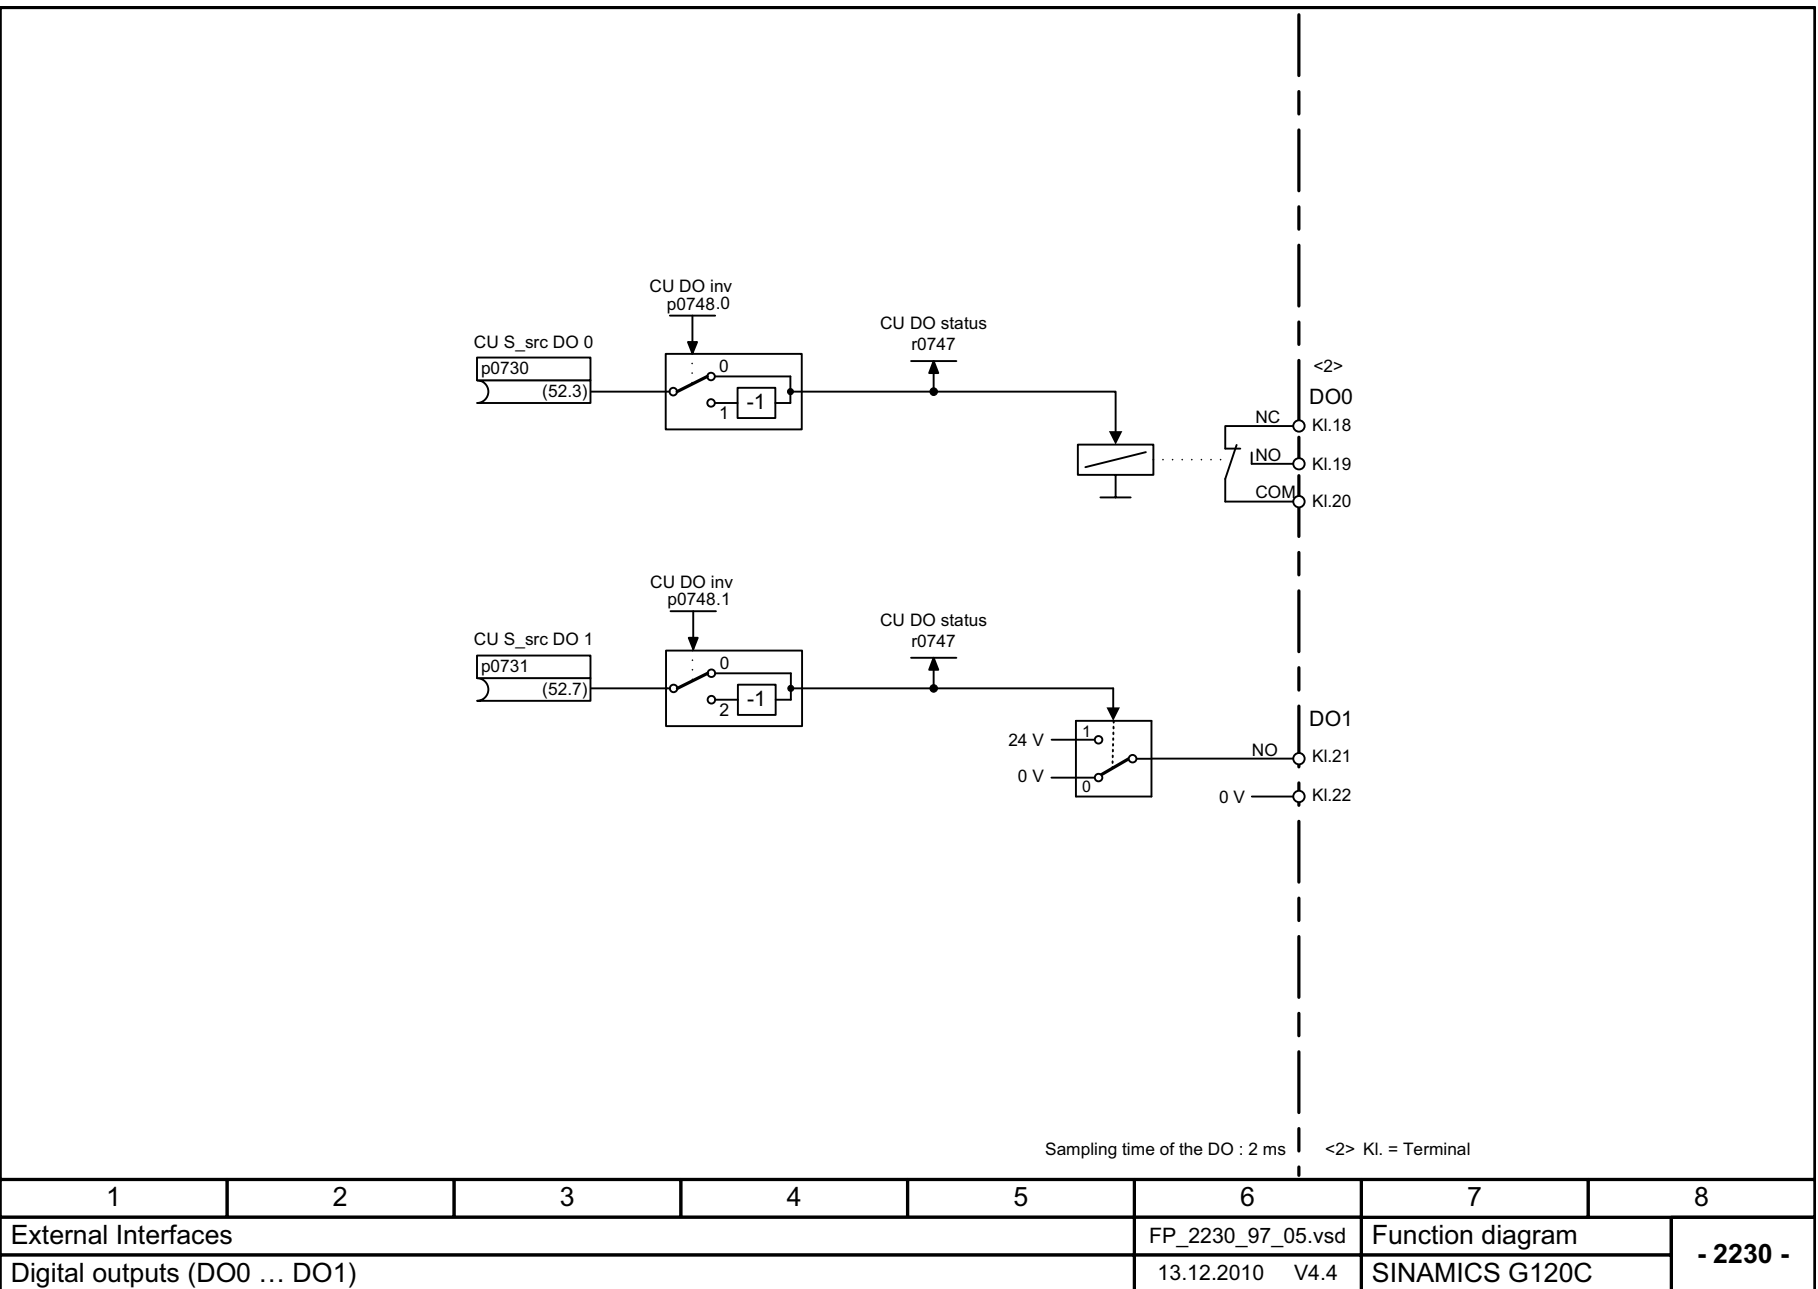 CU DO inv
p0748.0
CU S_src DO 0
p0730
(52.3)
0
1
-1
CU DO status
r0747
<2>
DO0
NC
Kl.18
NO
Kl.19
COM
Kl.20
CU DO inv
p0748.1
CU S_src DO 1
p0731
(52.7)
0
2
-1
CU DO status
r0747
24 V
1
0 V
0
DO1
NO
Kl.21
0 V
Kl.22
Sampling time of the DO : 2 ms
<2> Kl. = Terminal
1 2 3 4 5 6 7 8
External Interfaces
FP_2230_97_05.vsd
Function diagram
- 2230 -
Digital outputs (DO0 … DO1)
13.12.2010 V4.4
SINAMICS G120C